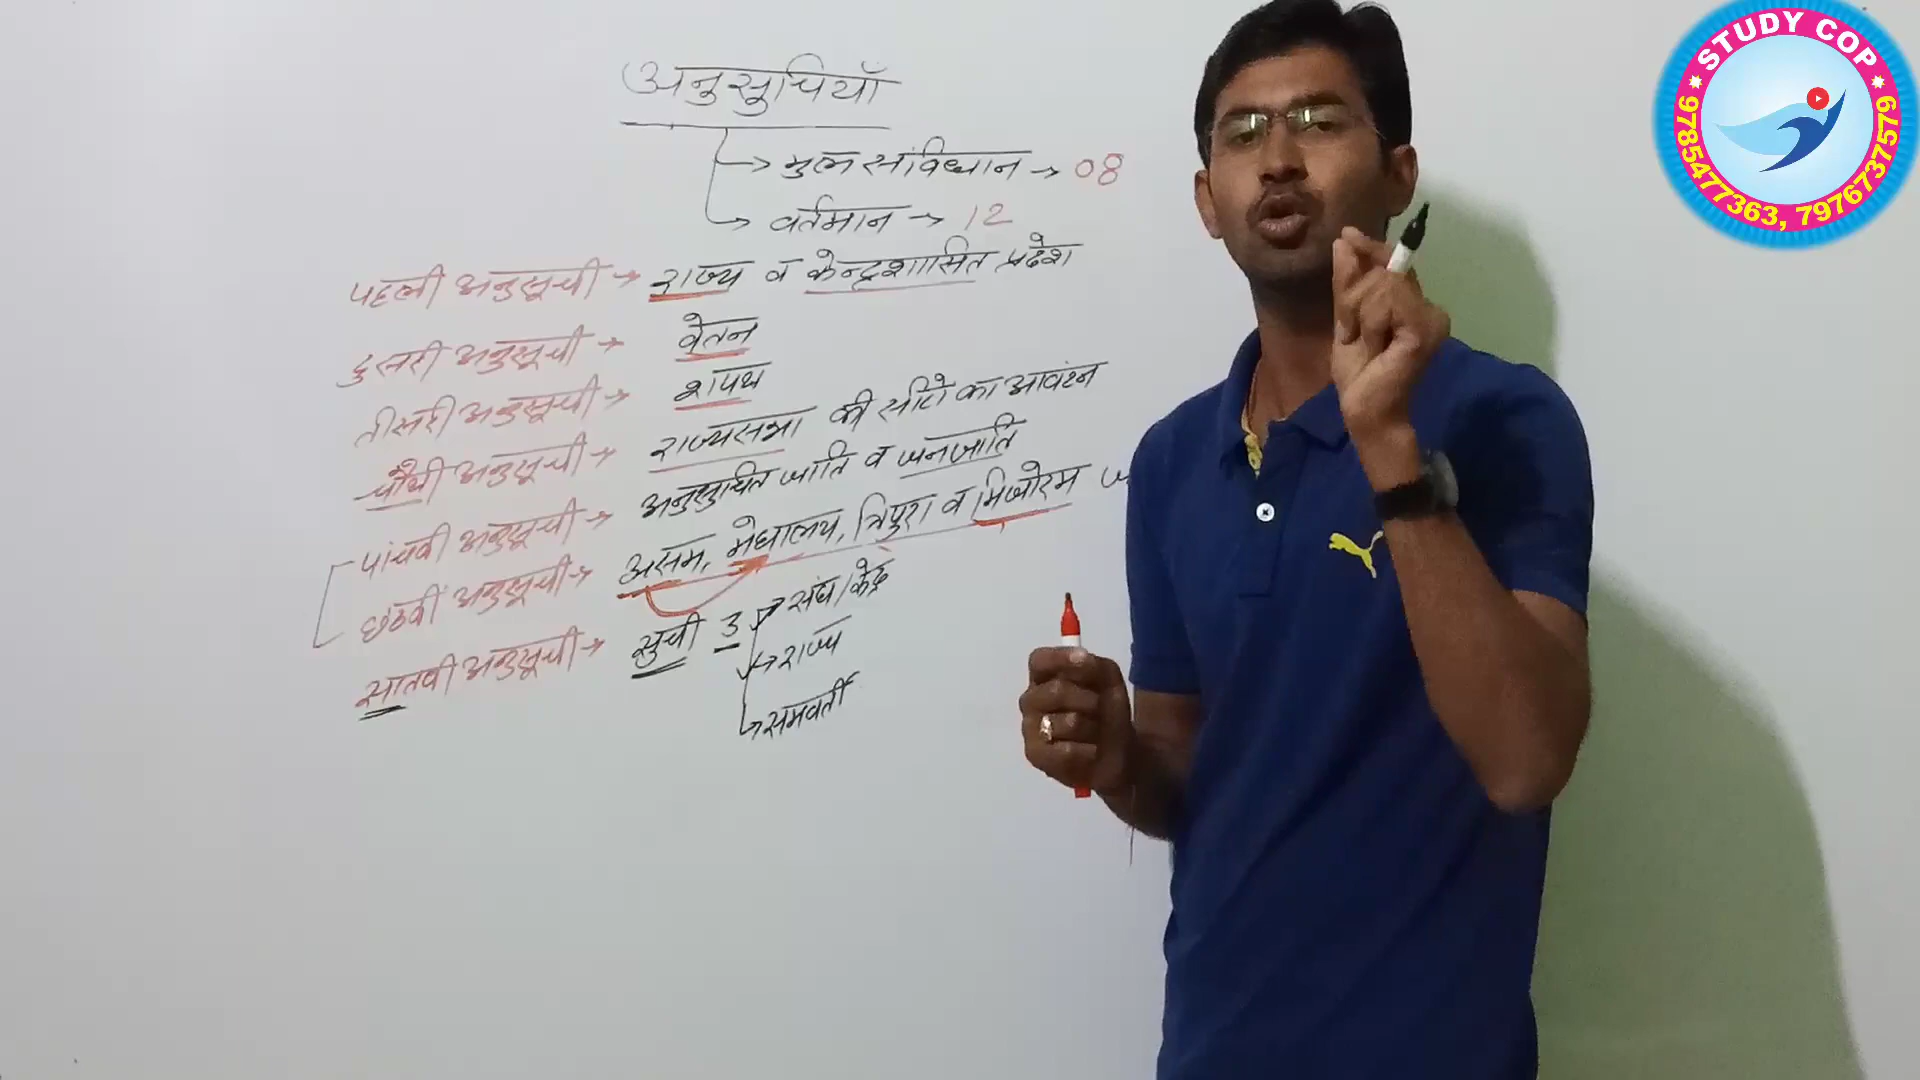 अनुसुचियाँ
→ मुल संविधान → 08
→ वर्तमान → 12
पहली अनुसूची → राज्य व केन्द्रशासित प्रदेश
दुसरी अनुसूची → वेतन
तीसरी अनुसूची → शपथ
चौथी अनुसूची → राज्यसभा की सीटो का आवंटन
पांचवी अनुसूची → अनुसुचित जाति व जनजाति
छठवीं अनुसूची → असम, मेघालय, त्रिपुरा व मिजोरम
सातवी अनुसूची → सुची 3 → संघ/केंद्र
→ राज्य
→ समवर्ती
STUDY COP
9785477363, 7976737579